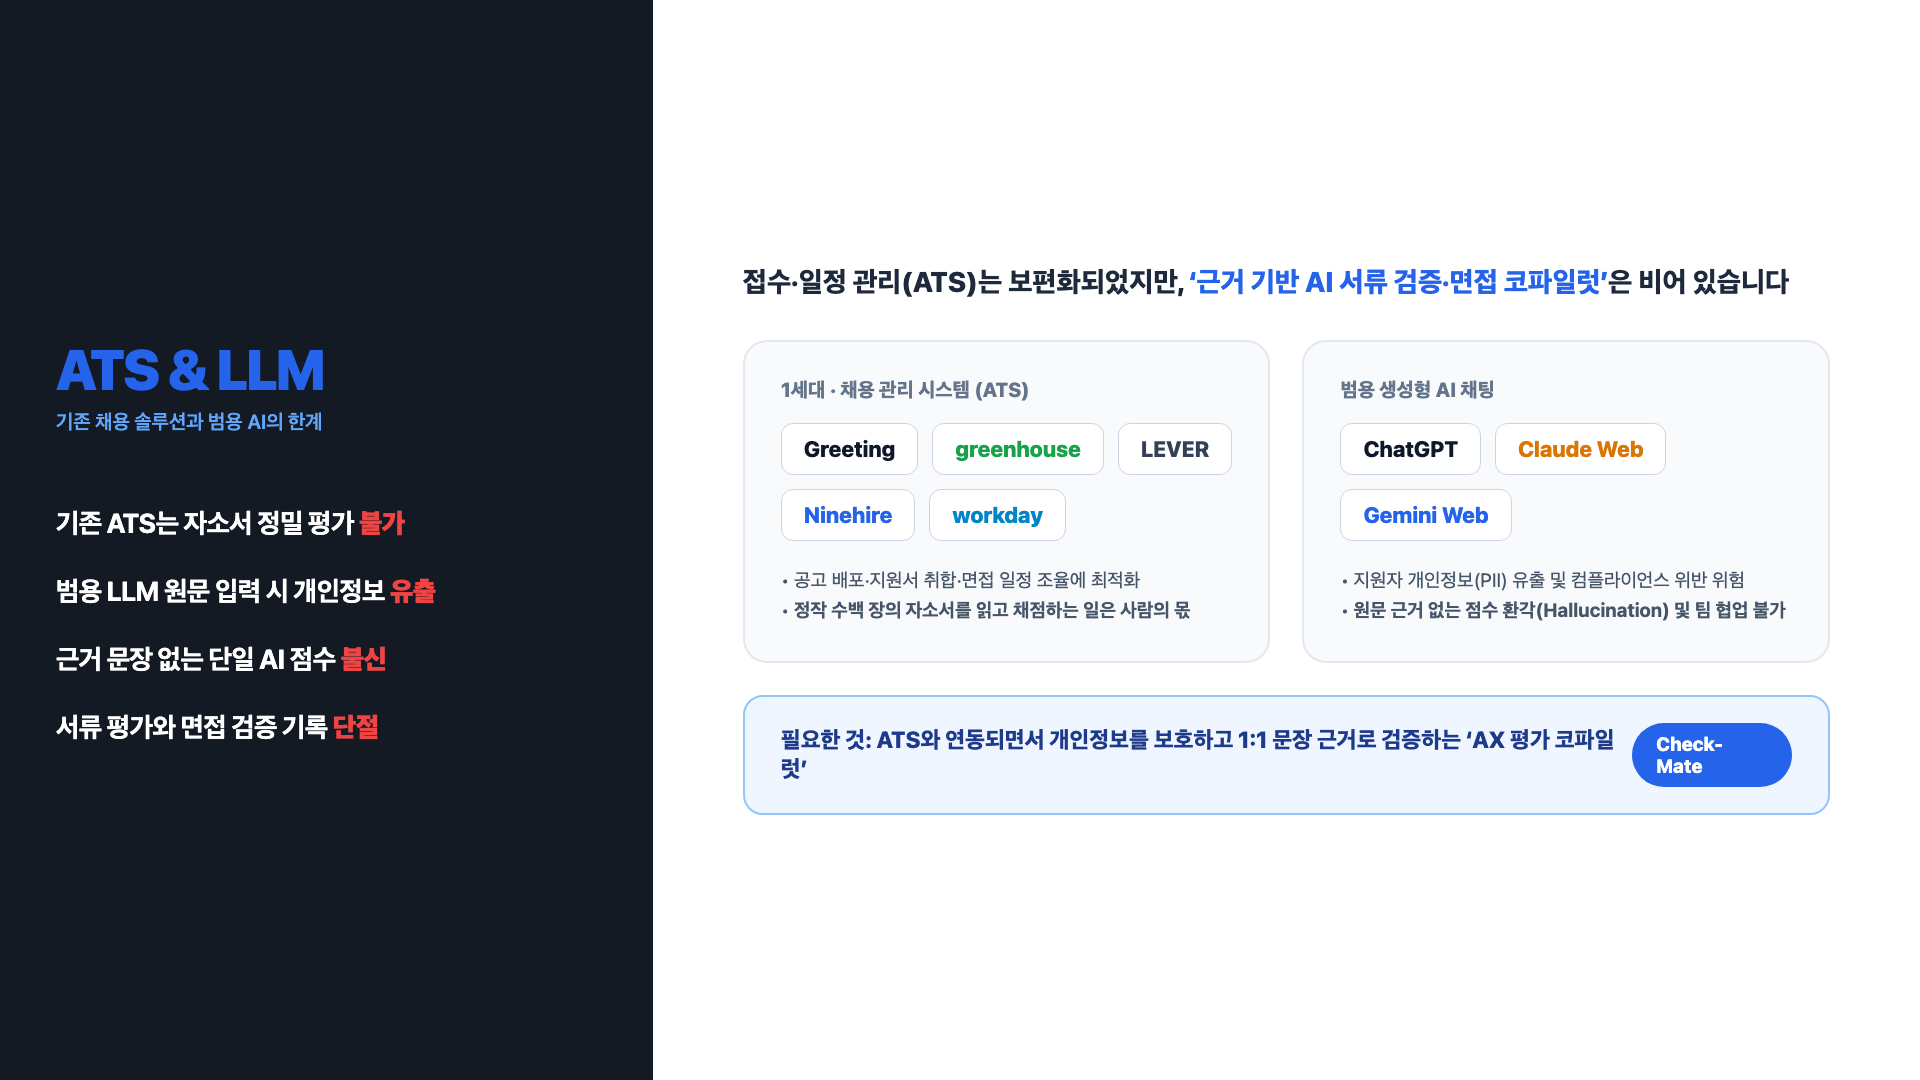 ATS & LLM
기존 채용 솔루션과 범용 AI의 한계
기존 ATS는 자소서 정밀 평가 불가
범용 LLM 원문 입력 시 개인정보 유출
근거 문장 없는 단일 AI 점수 불신
서류 평가와 면접 검증 기록 단절
접수·일정 관리(ATS)는 보편화되었지만, ‘근거 기반 AI 서류 검증·면접 코파일럿’은 비어 있습니다
1세대 · 채용 관리 시스템 (ATS)
Greeting
greenhouse
LEVER
Ninehire
workday
• 공고 배포·지원서 취합·면접 일정 조율에 최적화
• 정작 수백 장의 자소서를 읽고 채점하는 일은 사람의 몫
범용 생성형 AI 채팅
ChatGPT
Claude Web
Gemini Web
• 지원자 개인정보(PII) 유출 및 컴플라이언스 위반 위험
• 원문 근거 없는 점수 환각(Hallucination) 및 팀 협업 불가
필요한 것: ATS와 연동되면서 개인정보를 보호하고 1:1 문장 근거로 검증하는 ‘AX 평가 코파일
럿’
Check-
Mate